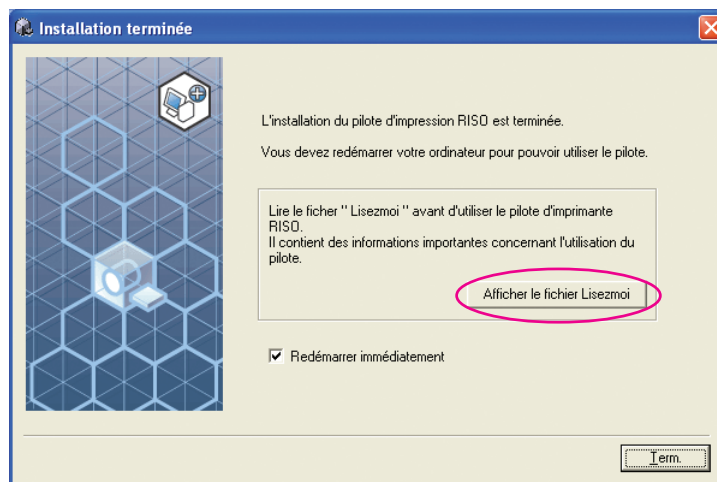 Installation terminée
L'installation du pilote d'impression RISO est terminée.
Vous devez redémarrer votre ordinateur pour pouvoir utiliser le pilote.
Lire le ficher " Lisezmoi " avant d'utiliser le pilote d'imprimante
RISO.
Il contient des informations importantes concernant l'utilisation du
pilote.
Afficher le fichier Lisezmoi
Redémarrer immédiatement
Term.